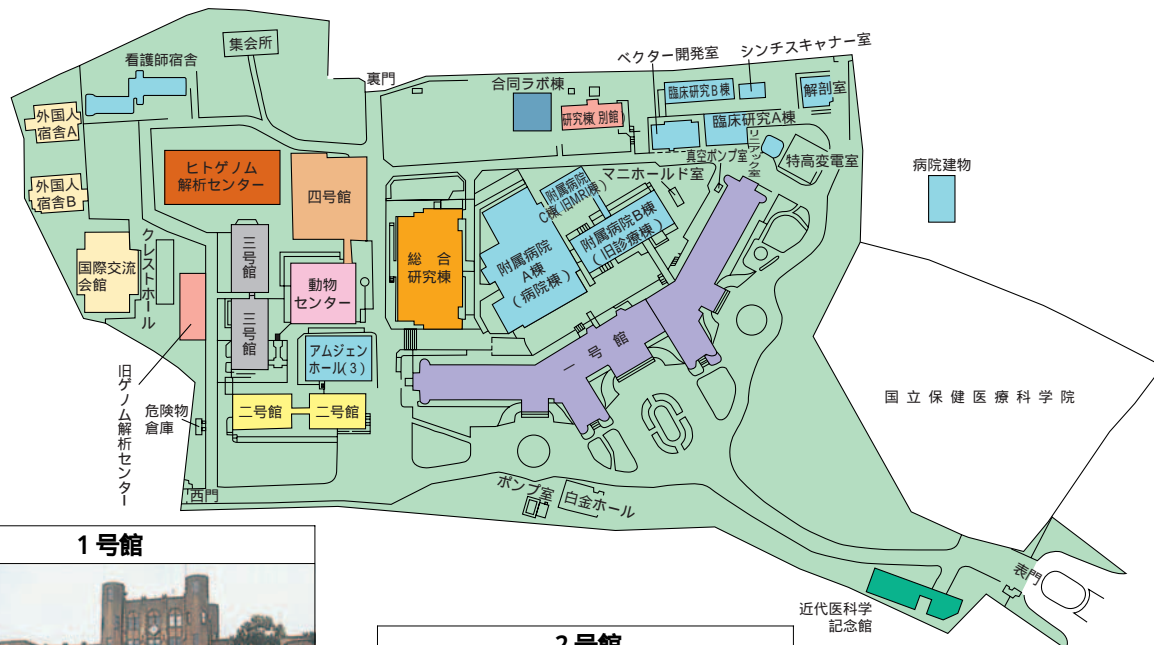 集会所
看護師宿舎
裏門
外国人
宿舎A
外国人
宿舎B
ヒトゲノム
解析センター
四号館
合同ラボ棟
研究棟(別館)
ベクター開発室
シンチスキャナー室
臨床研究B棟
解剖室
臨床研究A棟
真空ポンプ室
リニアック室
特高変電室
マニホールド室
病院建物
附属病院
C棟(旧MR棟)
附属病院B棟
(旧診療棟)
附属病院
A棟
(病院棟)
総合
研究棟
三号館
三号館
動物
センター
国際交流
会館
クレストホール
アムジェン
ホール(3)
一号館
二号館
二号館
旧ゲノム解析センター
危険物
倉庫
西門
国立保健医療科学院
ポンプ室
白金ホール
表門
近代医科学
記念館
1号館
2号館